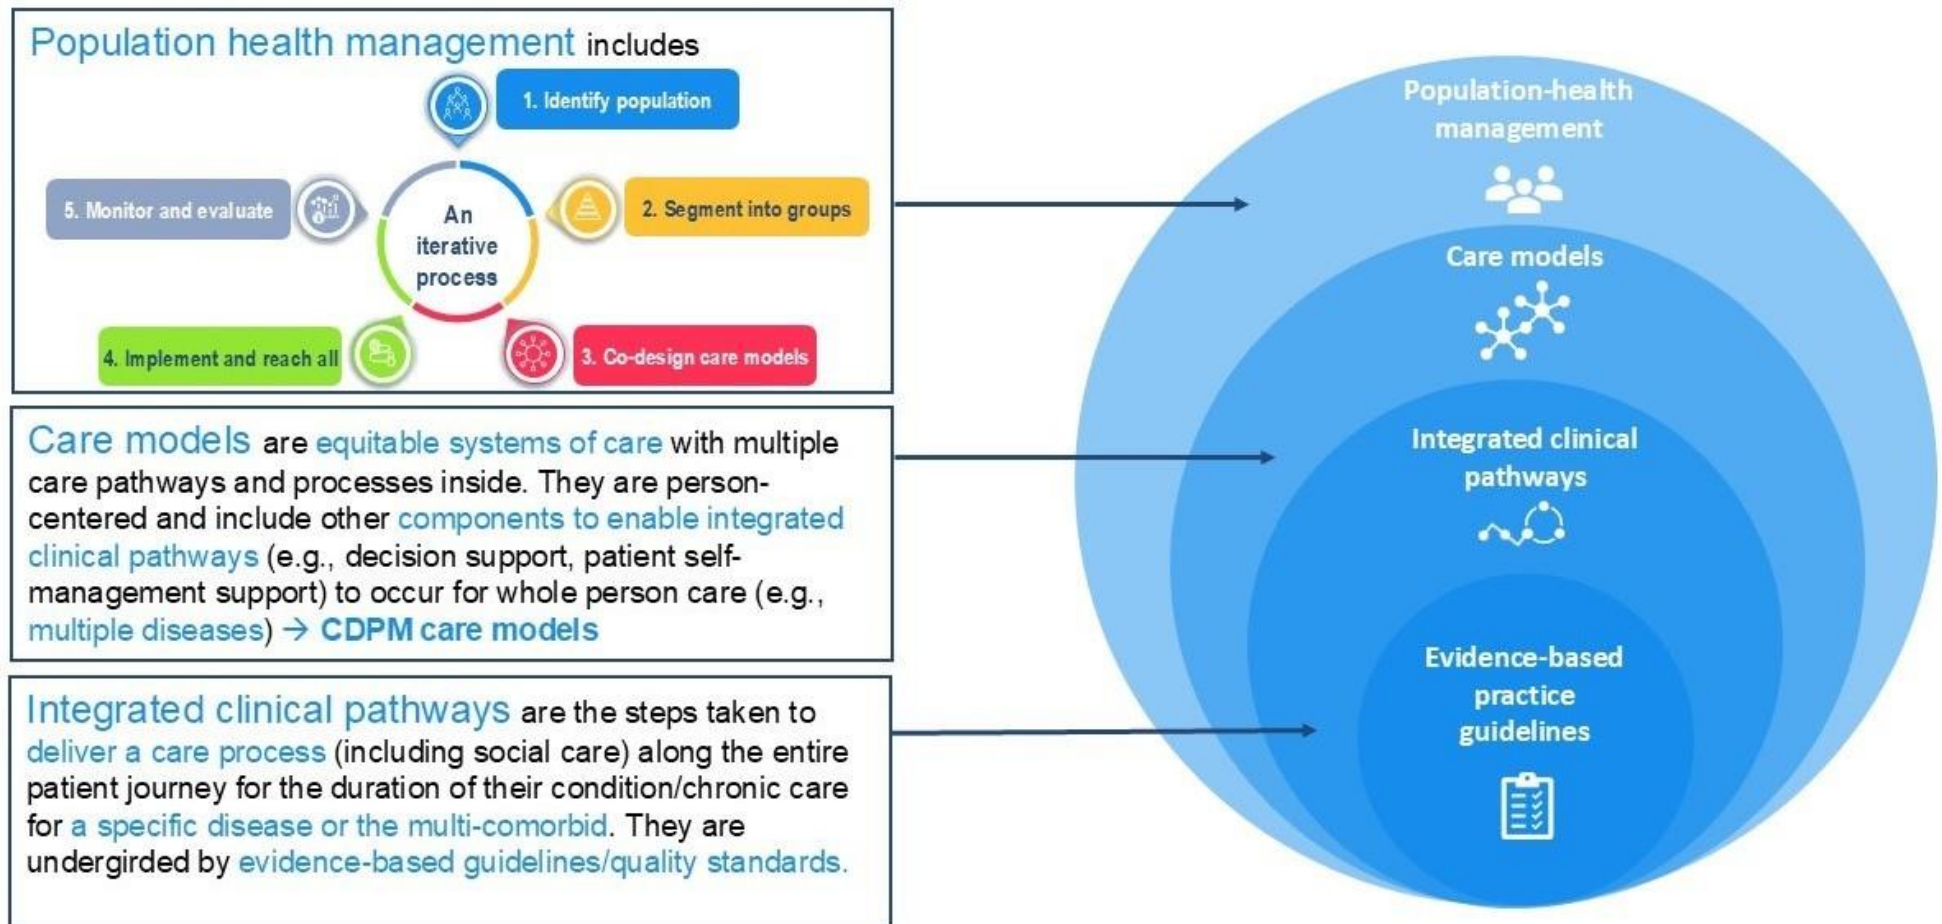 Population health management includes
1. Identify population
2. Segment into groups
3. Co-design care models
4. Implement and reach all
5. Monitor and evaluate
An
iterative
process
Care models are equitable systems of care with multiple
care pathways and processes inside. They are person-
centered and include other components to enable integrated
clinical pathways (e.g., decision support, patient self-
management support) to occur for whole person care (e.g.,
multiple diseases) → CDPM care models
Integrated clinical pathways are the steps taken to
deliver a care process (including social care) along the entire
patient journey for the duration of their condition/chronic care
for a specific disease or the multi-comorbid. They are
undergirded by evidence-based guidelines/quality standards.
Population-health
management
Care models
Integrated clinical
pathways
Evidence-based
practice
guidelines